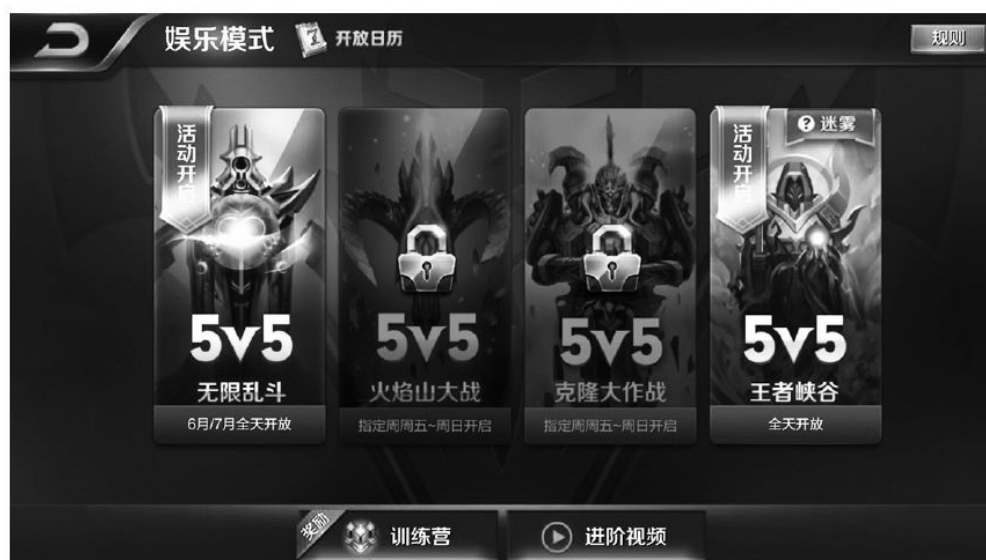 娱乐模式
7
开放日历
规则
活动开启
5v5
无限乱斗
6月/7月全天开放
5v5
火焰山大战
指定周周五~周日开启
5v5
克隆大作战
指定周周五~周日开启
活动开启
? 迷雾
5v5
王者峡谷
全天开放
奖励
训练营
进阶视频